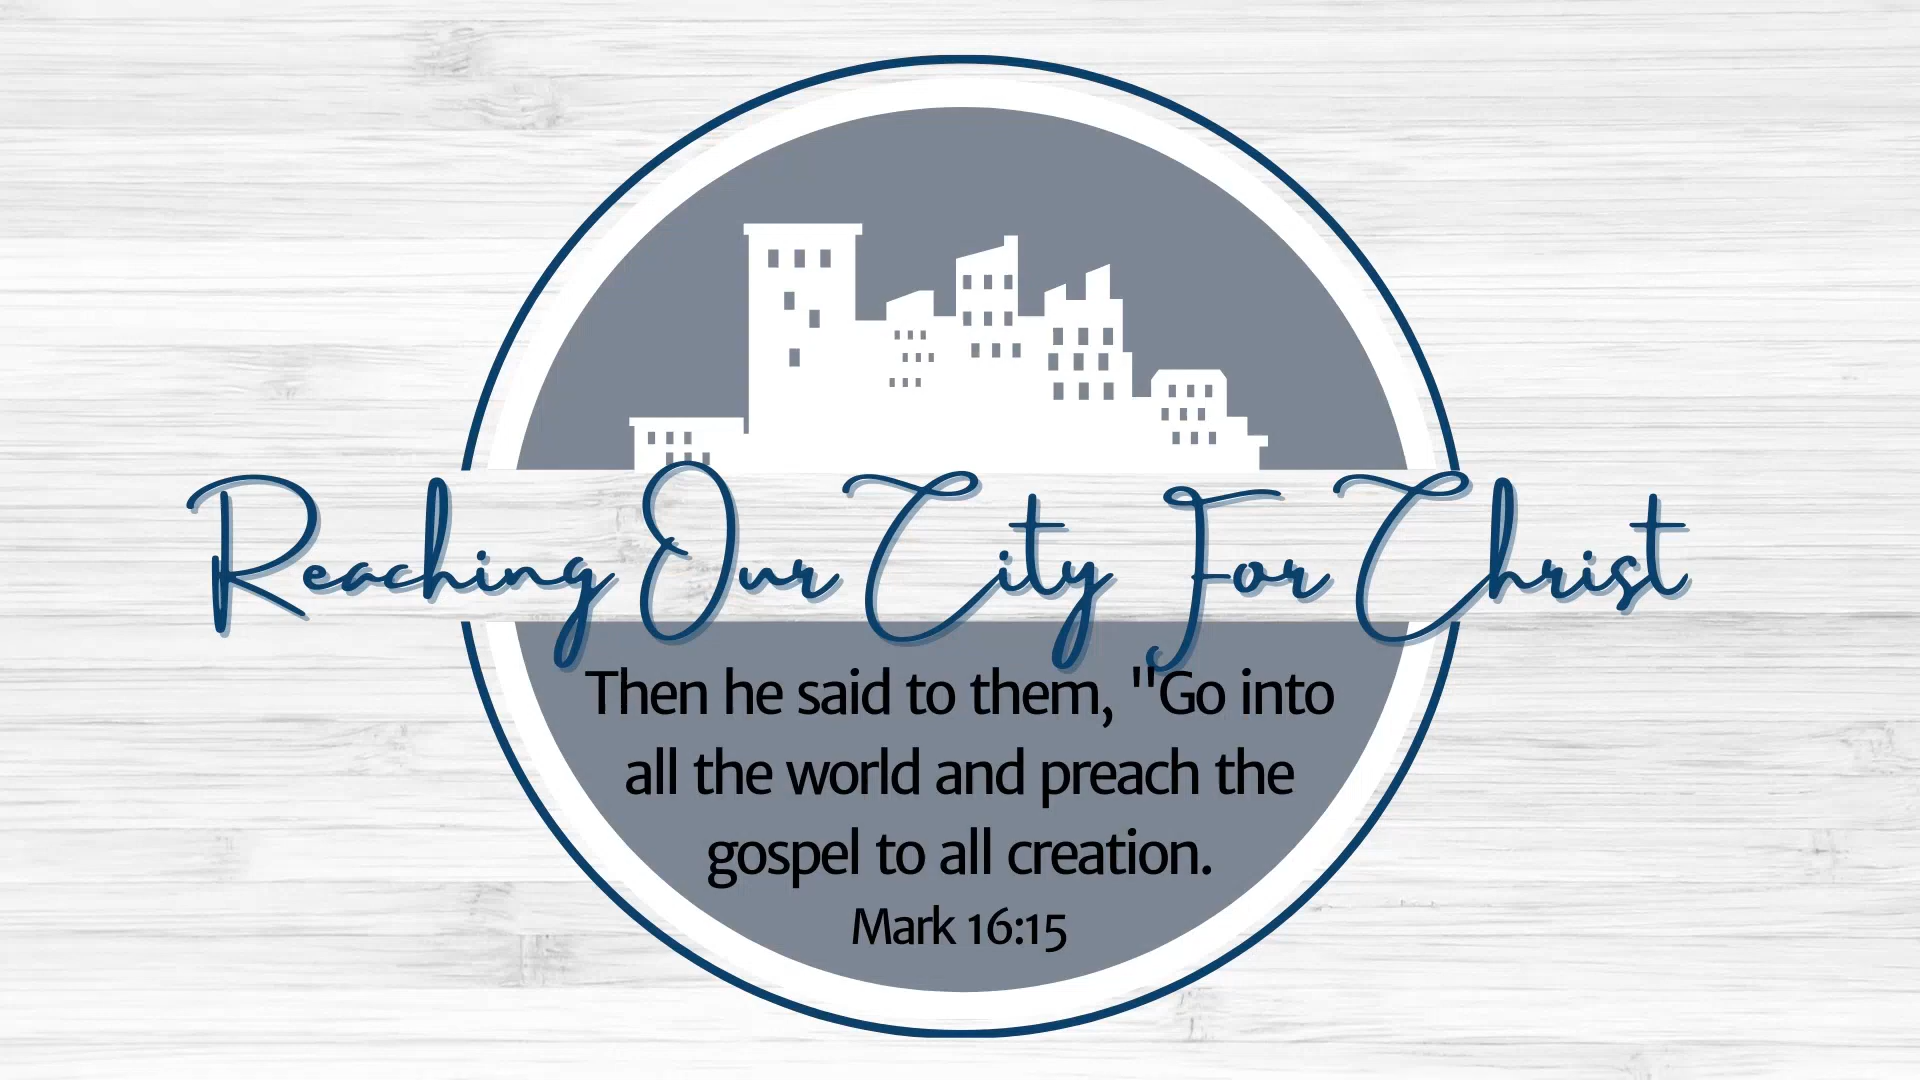 Reaching Our City For Christ
Then he said to them, "Go into
all the world and preach the
gospel to all creation.
Mark 16:15